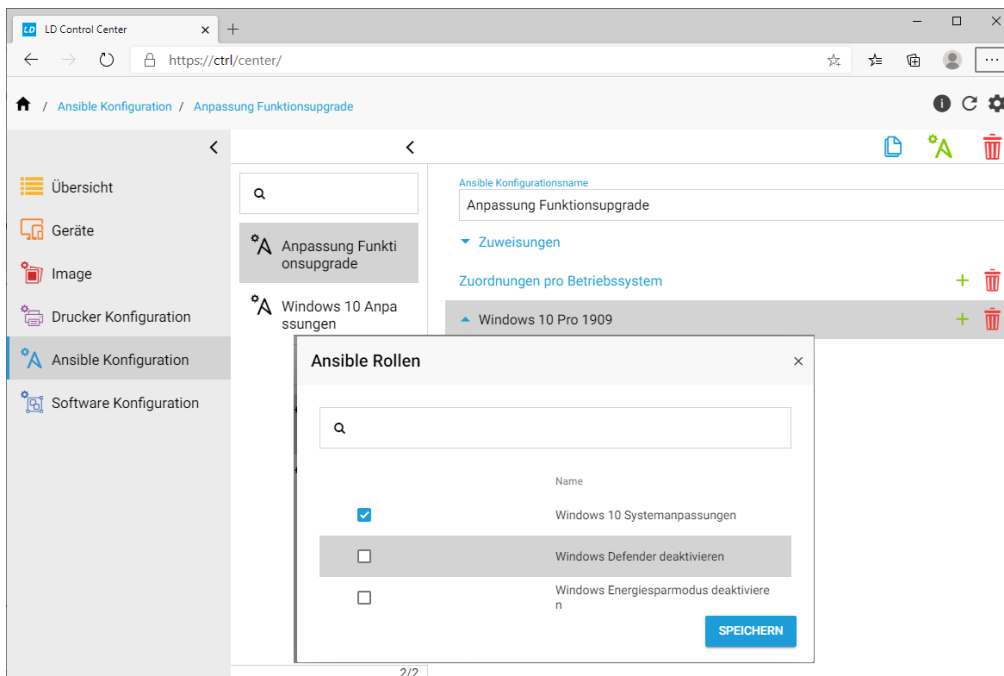 LD LD Control Center
https://ctrl/center/
/ Ansible Konfiguration / Anpassung Funktionsupgrade
Übersicht
Geräte
Image
Drucker Konfiguration
Ansible Konfiguration
Software Konfiguration
Anpassung Funkti
onsupgrade
Windows 10 Anpa
ssungen
2/2
Ansible Konfigurationsname
Anpassung Funktionsupgrade
Zuweisungen
Zuordnungen pro Betriebssystem
Windows 10 Pro 1909
Ansible Rollen
Name
Windows 10 Systemanpassungen
Windows Defender deaktivieren
Windows Energiesparmodus deaktiviere
n
SPEICHERN